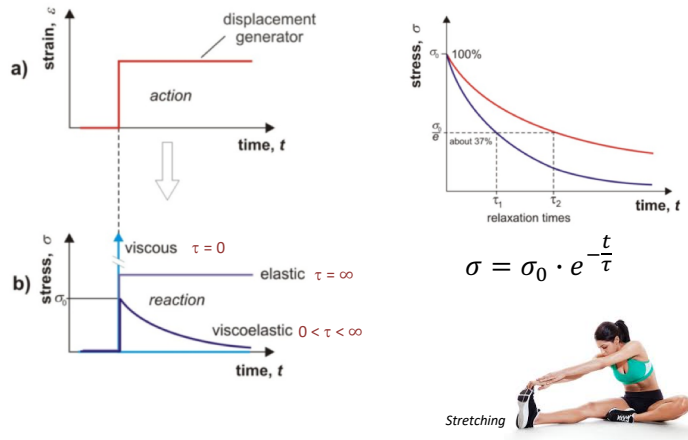 a)
strain, ε
displacement
generator
action
time, t
b)
stress, σ
viscous τ = 0
elastic τ = ∞
σ₀
reaction
viscoelastic 0 < τ < ∞
time, t
stress, σ
σ₀
100%
σ₀
e
about 37%
τ₁
τ₂
relaxation times
time, t
σ = σ₀ · e^(-t/τ)
Stretching